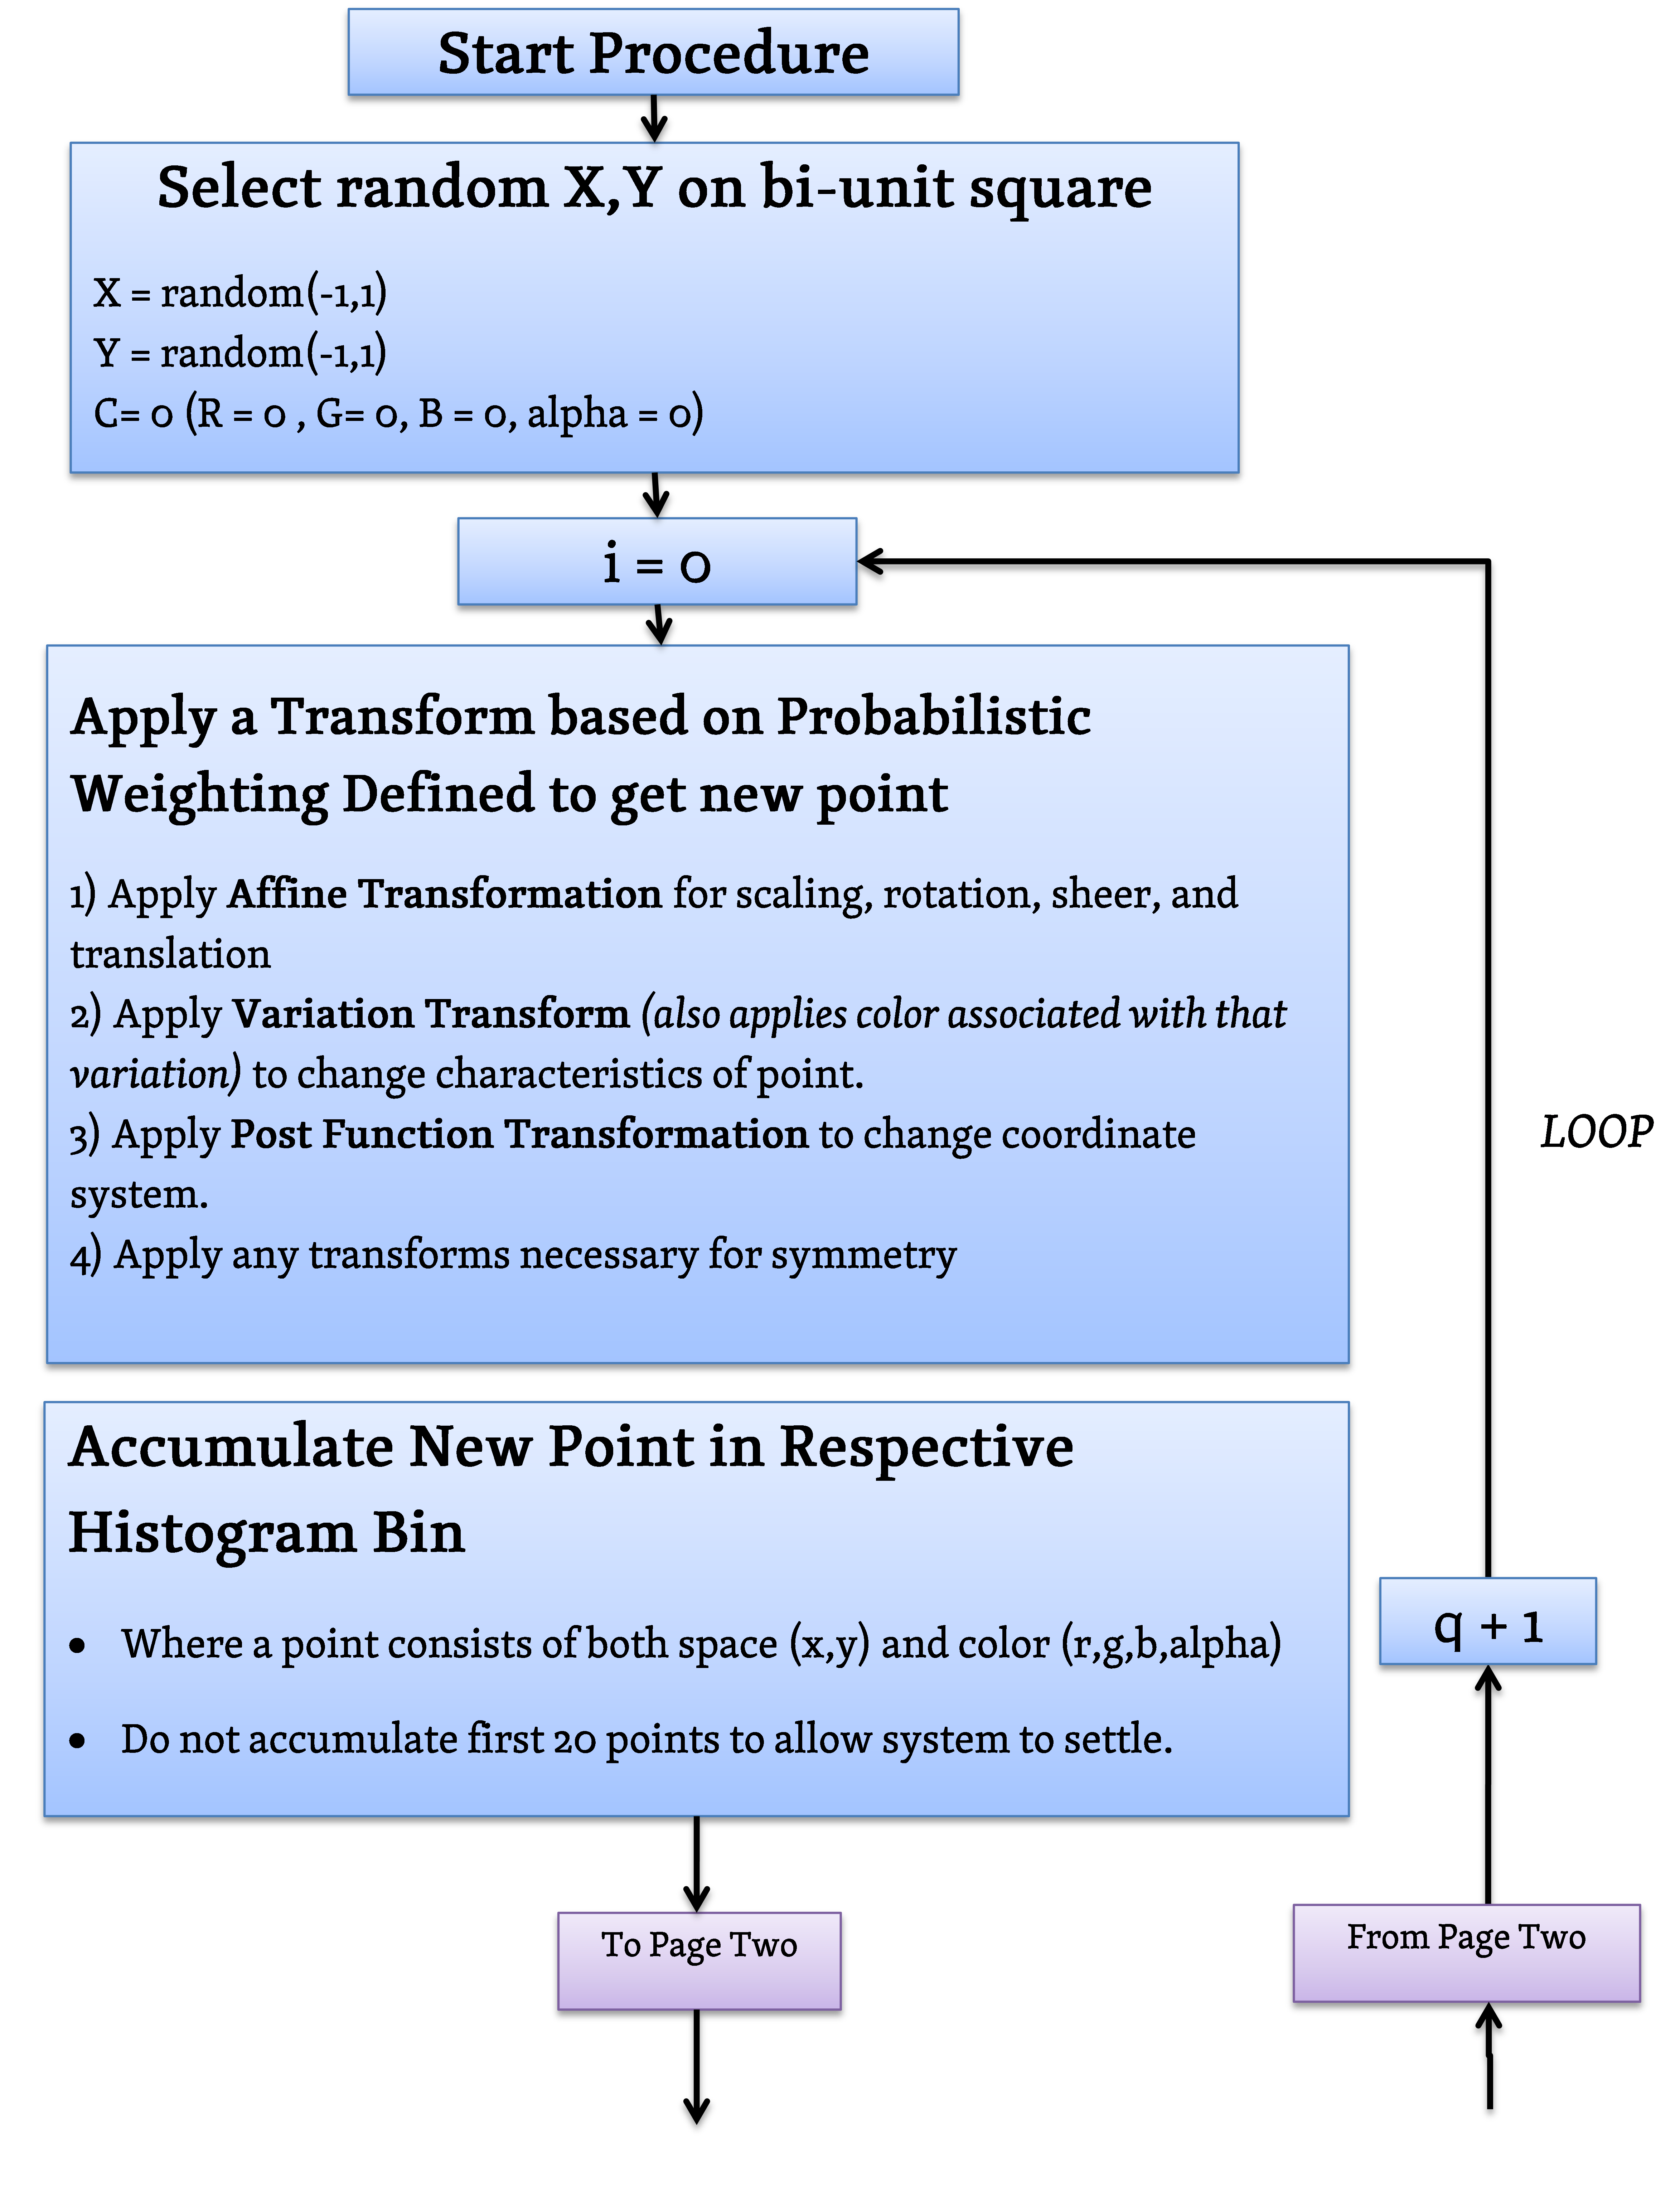 Start Procedure
Select random X,Y on bi-unit square
X = random(-1,1)
Y = random(-1,1)
C= 0 (R = 0 , G= 0, B = 0, alpha = 0)
i = 0
Apply a Transform based on Probabilistic
Weighting Defined to get new point
1) Apply Affine Transformation for scaling, rotation, sheer, and
translation
2) Apply Variation Transform (also applies color associated with that
variation) to change characteristics of point.
3) Apply Post Function Transformation to change coordinate
system.
4) Apply any transforms necessary for symmetry
LOOP
Accumulate New Point in Respective
Histogram Bin
• Where a point consists of both space (x,y) and color (r,g,b,alpha)
• Do not accumulate first 20 points to allow system to settle.
q + 1
To Page Two
From Page Two